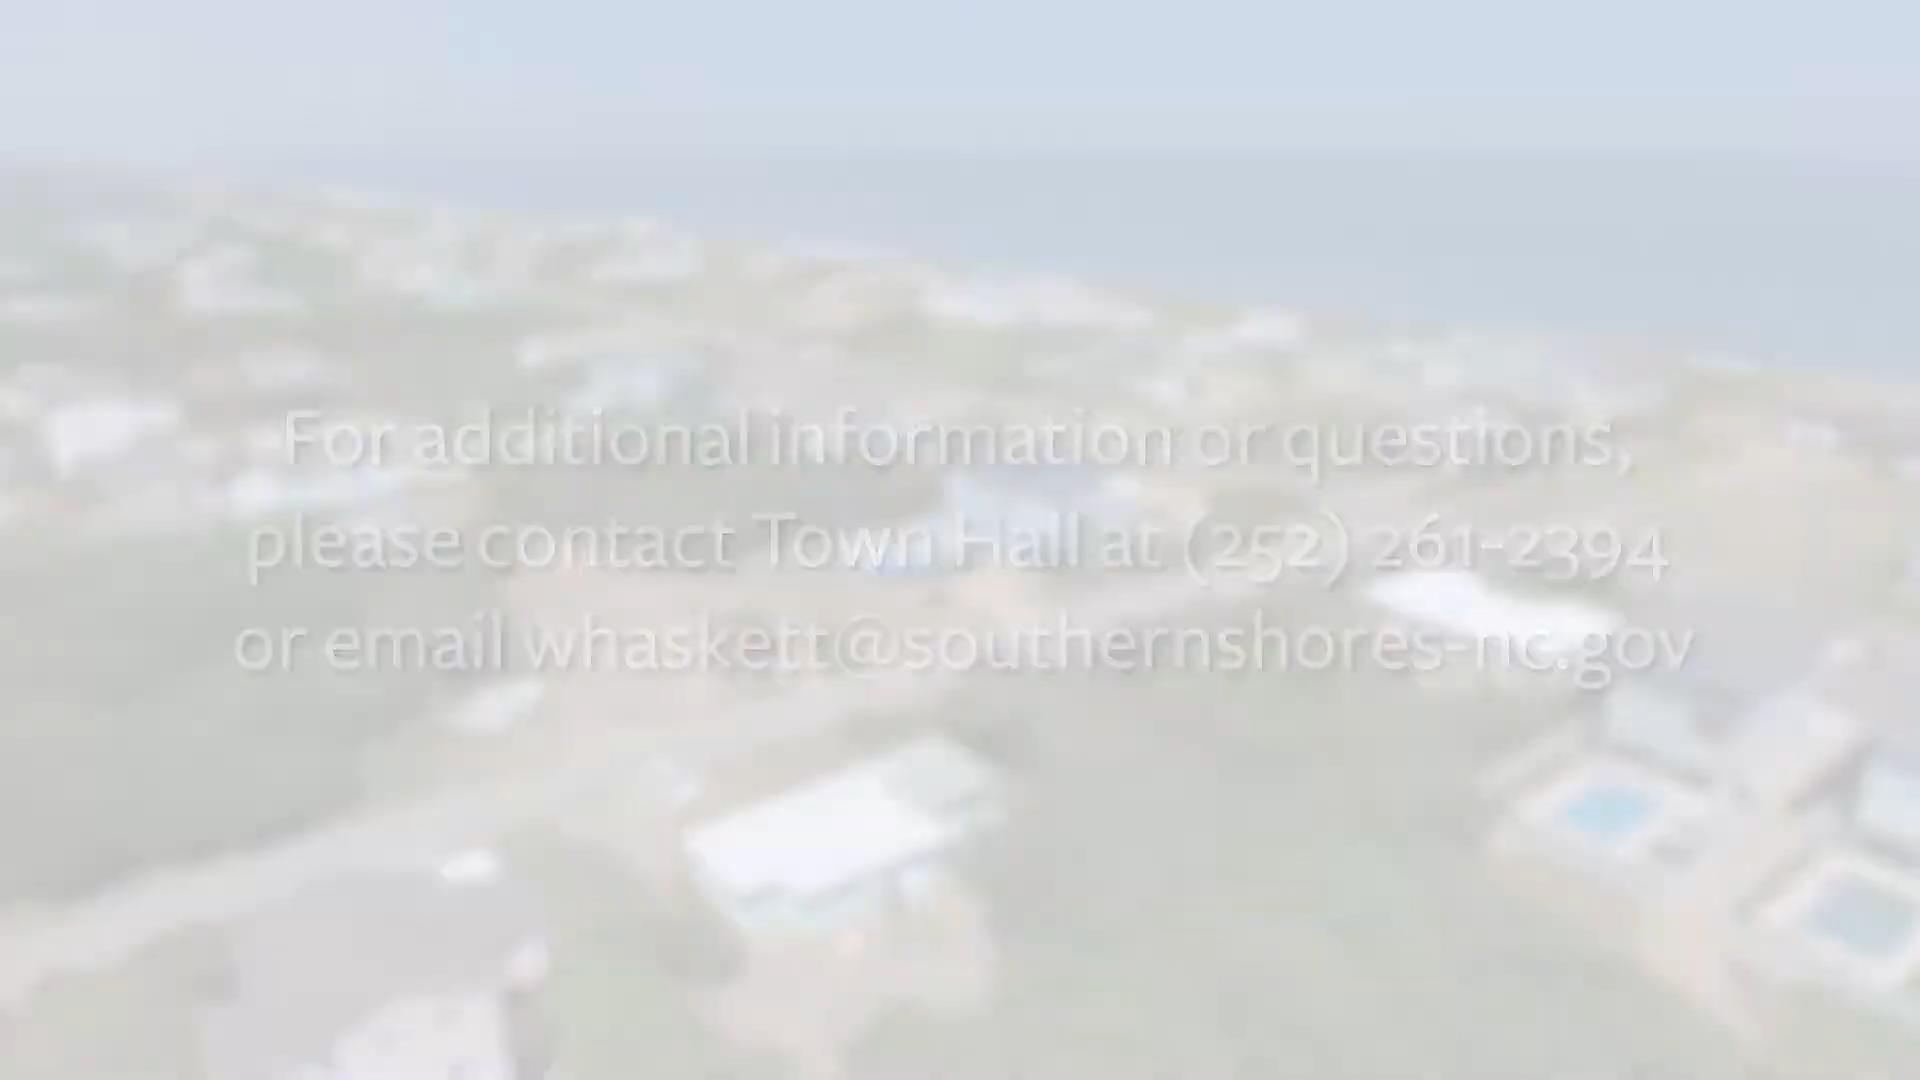 For additional information or questions,
please contact Town Hall at (252) 261-2394
or email whaskett@southernshores-nc.gov